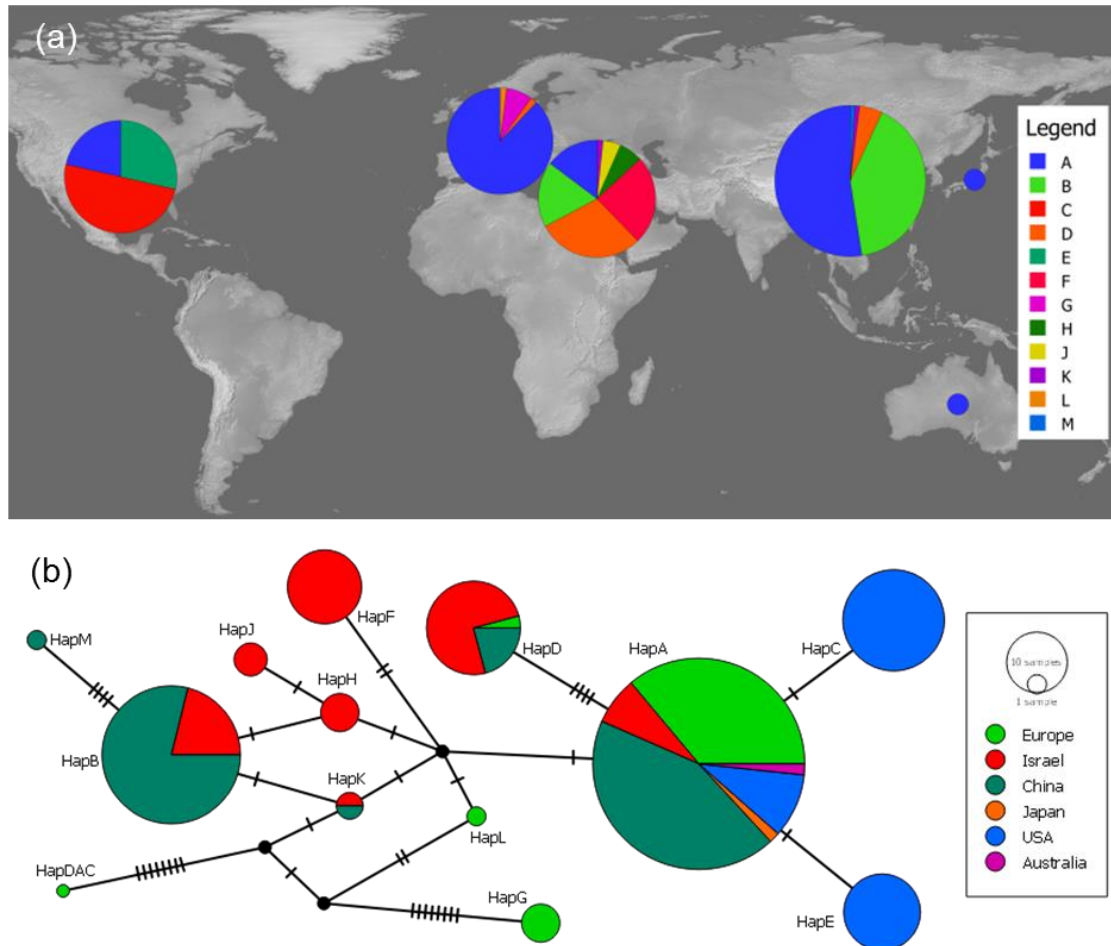 (a)
Legend
A
B
C
D
E
F
G
H
J
K
L
M
(b)
HapM
HapF
HapJ
HapH
HapD
HapA
HapC
HapB
HapK
HapL
HapDAC
HapG
HapE
10 samples
1 sample
Europe
Israel
China
Japan
USA
Australia